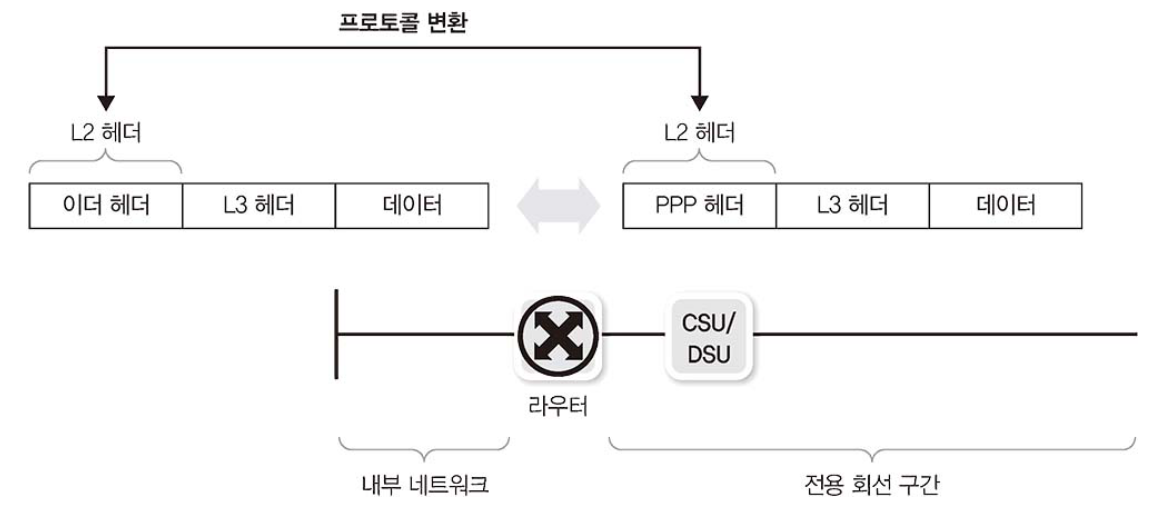 프로토콜 변환
L2 헤더
L2 헤더
이더 헤더 L3 헤더 데이터
PPP 헤더 L3 헤더 데이터
CSU/
DSU
라우터
내부 네트워크
전용 회선 구간